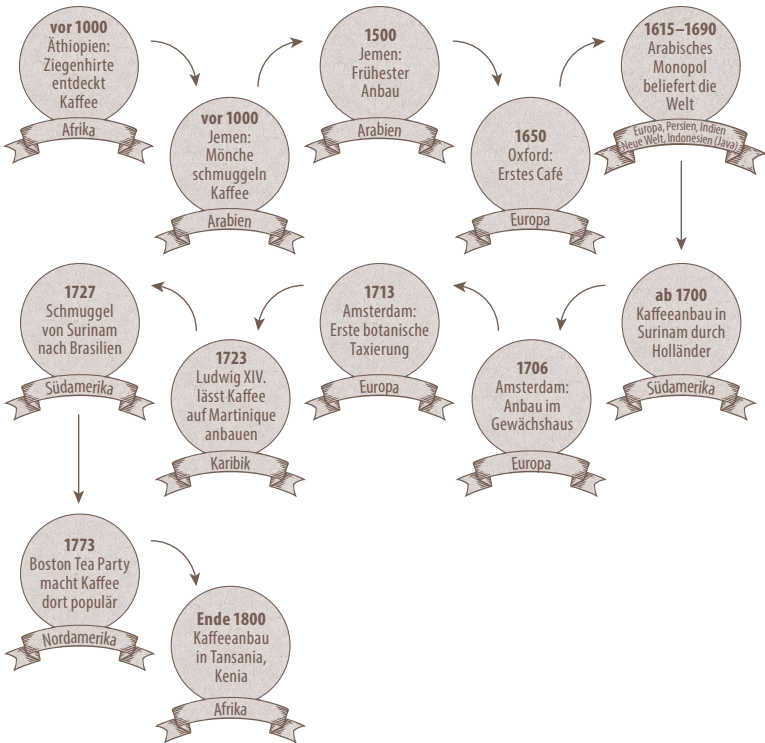 vor 1000
Äthiopien:
Ziegenhirte
entdeckt
Kaffee
Afrika
vor 1000
Jemen:
Mönche
schmuggeln
Kaffee
Arabien
1500
Jemen:
Frühester
Anbau
Arabien
1650
Oxford:
Erstes Café
Europa
1615–1690
Arabisches
Monopol
beliefert die
Welt
Europa, Persien, Indien
Neue Welt, Indonesien (Java)
ab 1700
Kaffeeanbau in
Surinam durch
Holländer
Südamerika
1706
Amsterdam:
Anbau im
Gewächshaus
Europa
1713
Amsterdam:
Erste botanische
Taxierung
Europa
1723
Ludwig XIV.
lässt Kaffee
auf Martinique
anbauen
Karibik
1727
Schmuggel
von Surinam
nach Brasilien
Südamerika
1773
Boston Tea Party
macht Kaffee
dort populär
Nordamerika
Ende 1800
Kaffeeanbau
in Tansania,
Kenia
Afrika